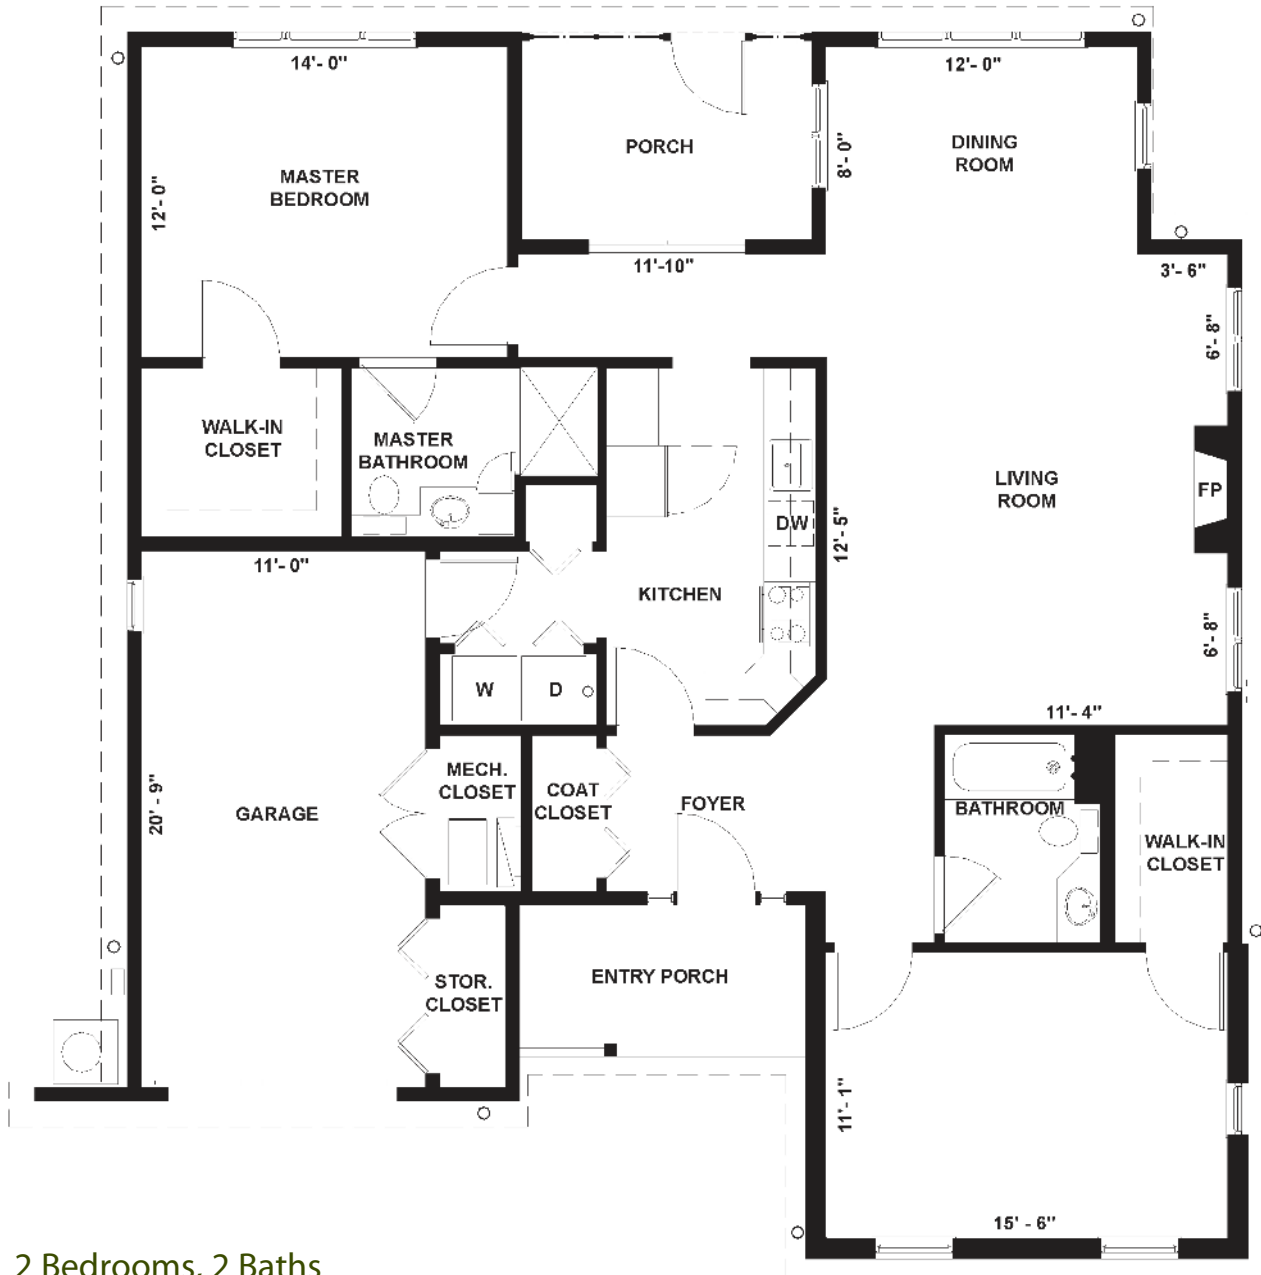 14'- 0"
12'- 0"
PORCH
8'- 0"
DINING
ROOM
MASTER
BEDROOM
12'- 0"
11'-10"
3'- 6"
6'- 8"
WALK-IN
CLOSET
MASTER
BATHROOM
LIVING
ROOM
FP
DW
12'- 5"
11'- 0"
KITCHEN
6'- 8"
W
D
11'- 4"
MECH.
CLOSET
COAT
CLOSET
FOYER
BATHROOM
GARAGE
20' - 9"
WALK-IN
CLOSET
STOR.
CLOSET
ENTRY PORCH
11'- 1"
15' - 6"
2 Bedrooms, 2 Baths